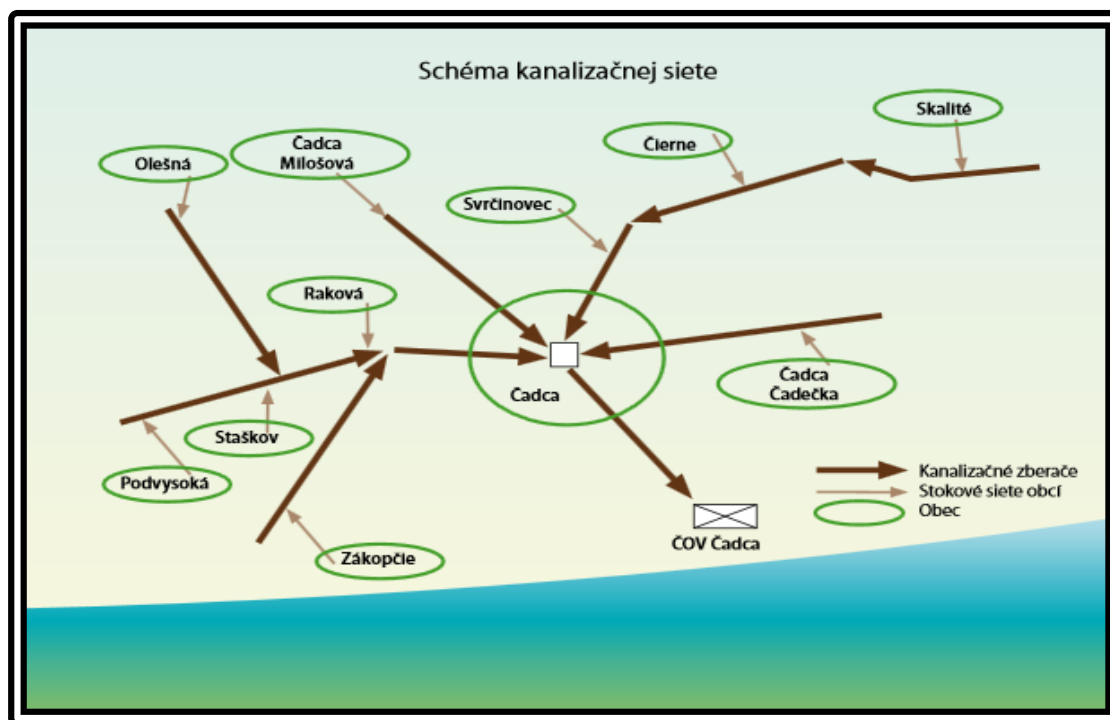 Schéma kanalizačnej siete
Skalité
Čierne
Čadca
Milošová
Olešná
Svrčinovec
Raková
Čadca
Čadca
Čadečka
Staškov
Podvysoká
Zákopčie
Kanalizačné zberače
Stokové siete obcí
Obec
ČOV Čadca